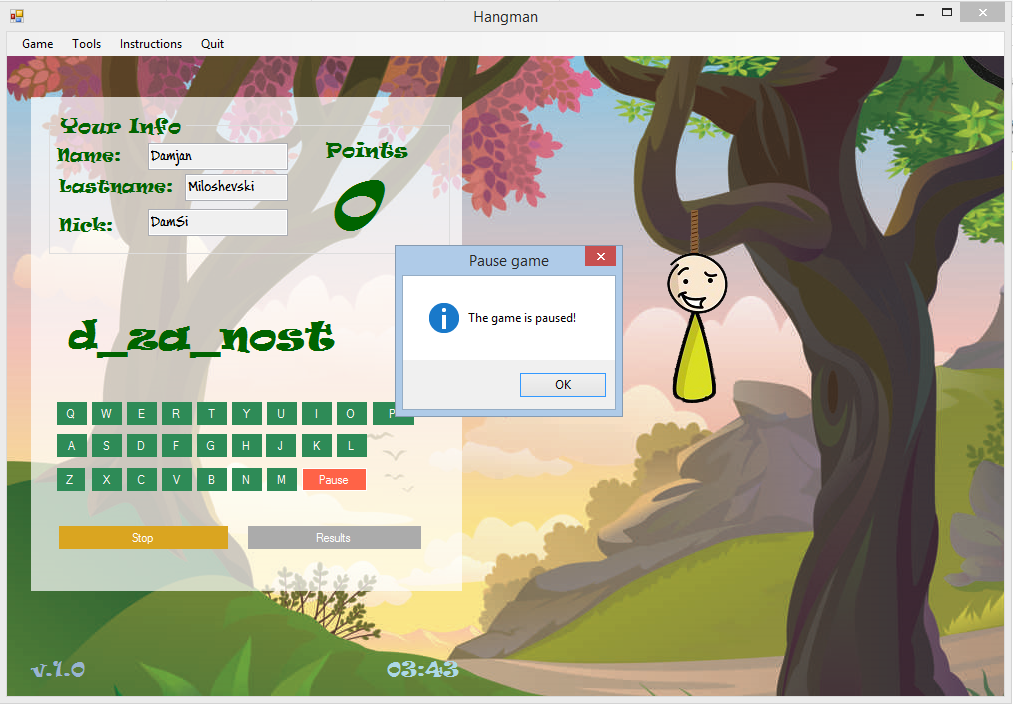 Hangman
Game Tools Instructions Quit
Your Info
Name: Damjan
Points
Lastname: Miloshevski
0
Nick: DamSi
Pause game
The game is paused!
OK
d_za_nost
Q W E R T Y U I O P
A S D F G H J K L
Z X C V B N M Pause
Stop Results
v.1.0 03:43